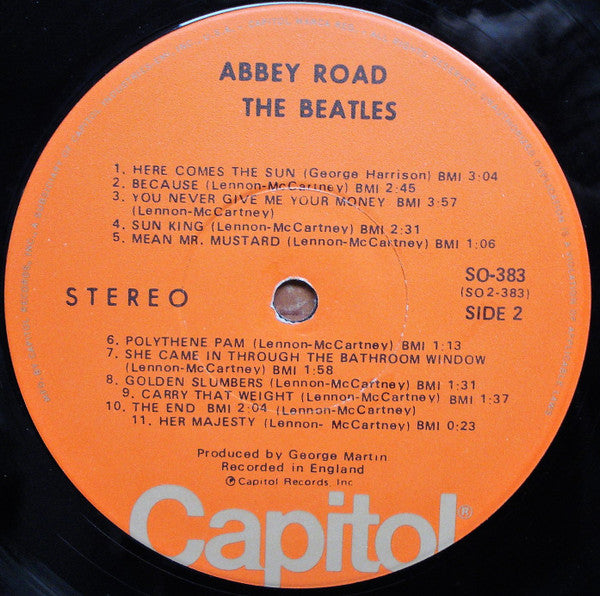 ABBEY ROAD
THE BEATLES
1. HERE COMES THE SUN (George Harrison) BMI 3:04
2. BECAUSE (Lennon-McCartney) BMI 2:45
3. YOU NEVER GIVE ME YOUR MONEY BMI 3:57
(Lennon-McCartney)
4. SUN KING (Lennon-McCartney) BMI 2:31
5. MEAN MR. MUSTARD (Lennon-McCartney) BMI 1:06
STEREO
SO-383
(SO2-383)
SIDE 2
6. POLYTHENE PAM (Lennon-McCartney) BMI 1:13
7. SHE CAME IN THROUGH THE BATHROOM WINDOW
(Lennon-McCartney) BMI 1:58
8. GOLDEN SLUMBERS (Lennon-McCartney) BMI 1:31
9. CARRY THAT WEIGHT (Lennon-McCartney) BMI 1:37
10. THE END BMI 2:04 (Lennon-McCartney)
11. HER MAJESTY (Lennon- McCartney) BMI 0:23
Produced by George Martin
Recorded in England
℗ Capitol Records, Inc.
Capitol®